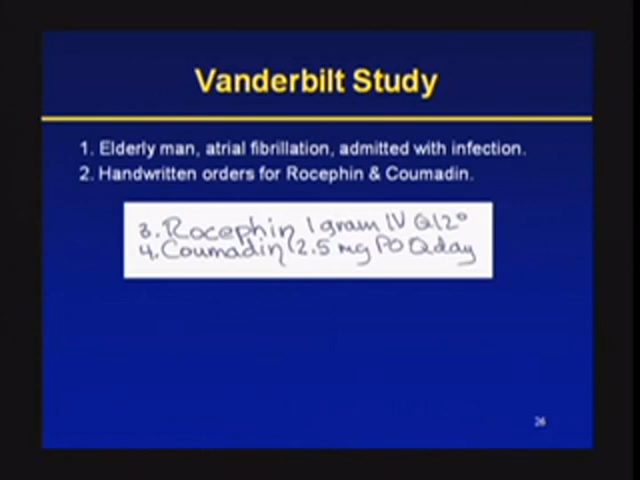 Vanderbilt Study
1. Elderly man, atrial fibrillation, admitted with infection.
2. Handwritten orders for Rocephin & Coumadin.
3. Rocephin 1 gram IV Q12°
4. Coumadin (2.5 mg PO Qday
26